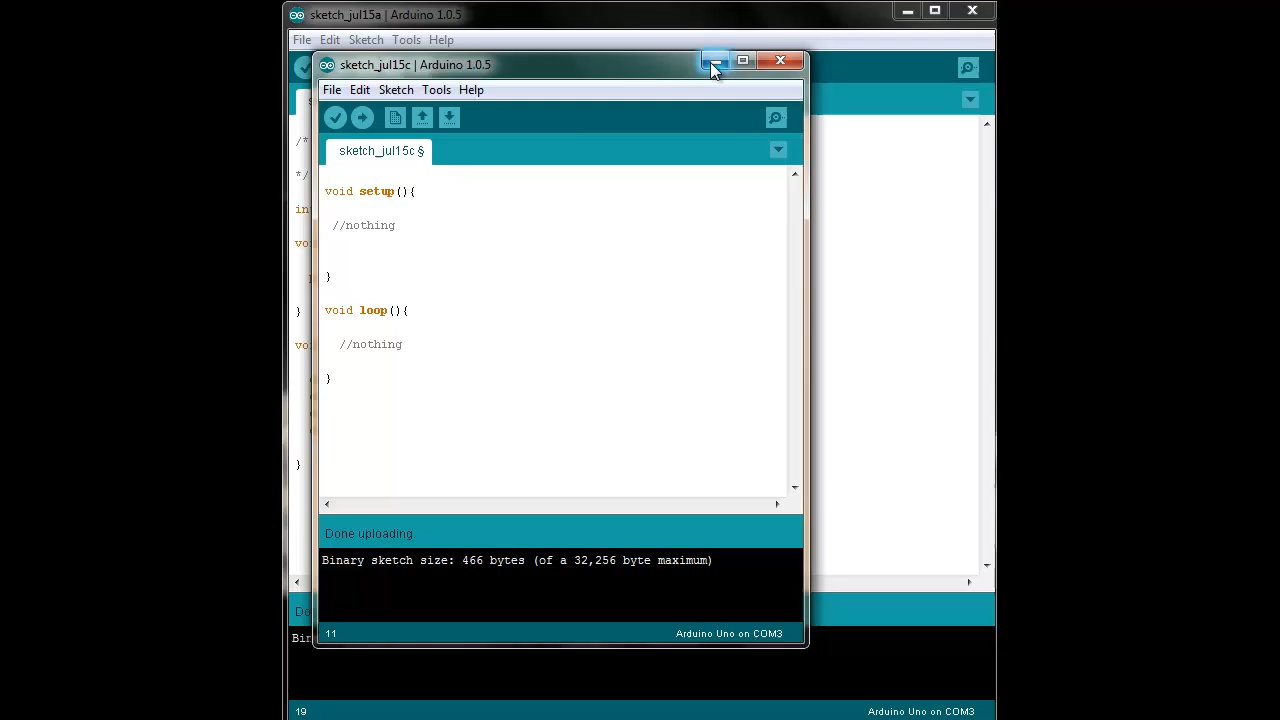 sketch_jul15a | Arduino 1.0.5
File Edit Sketch Tools Help
sketch_jul15c | Arduino 1.0.5
File Edit Sketch Tools Help
sketch_jul15c §
/*
*/
void setup(){
//nothing
}
void loop(){
//nothing
}
}
}
Done uploading.
Binary sketch size: 466 bytes (of a 32,256 byte maximum)
11
Arduino Uno on COM3
19
Arduino Uno on COM3